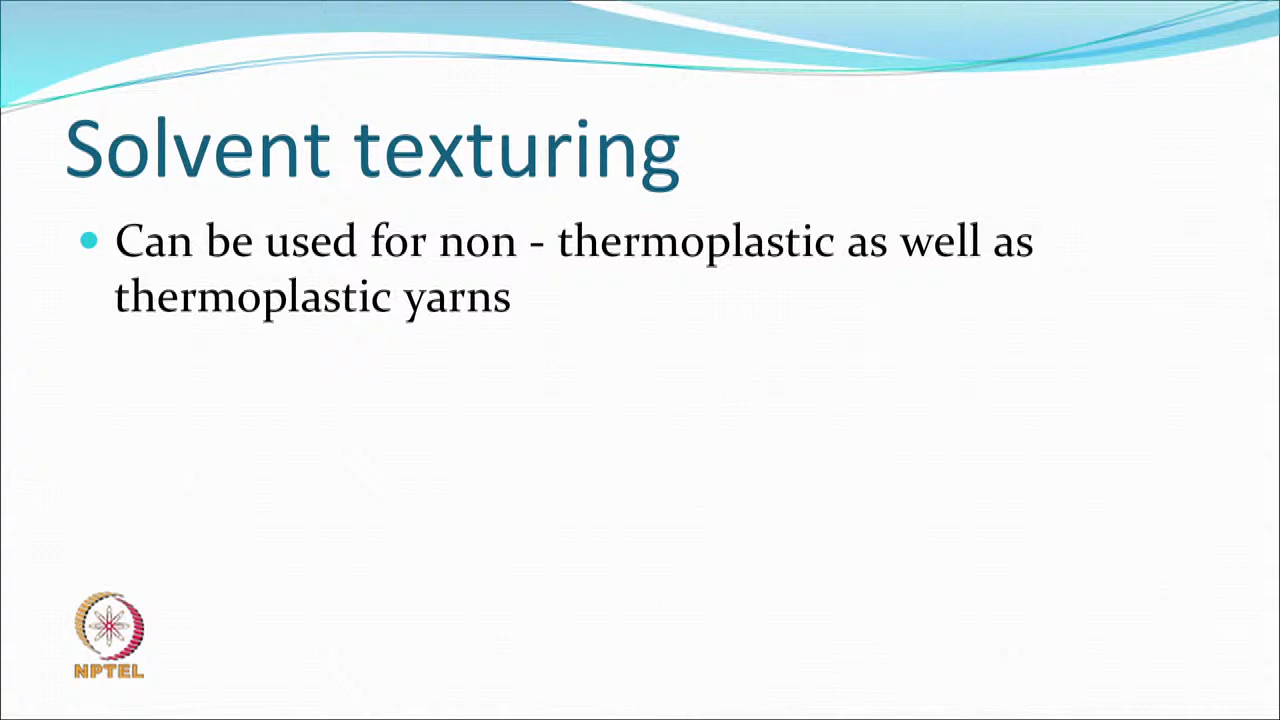 Solvent texturing
Can be used for non - thermoplastic as well as
thermoplastic yarns
NPTEL